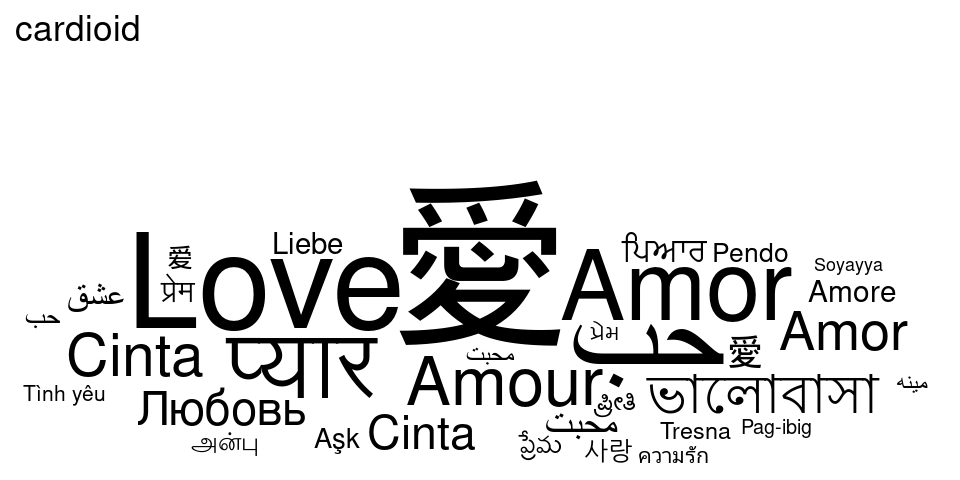 cardioid
愛
Liebe
Love
愛
Amor
ਪਿਆਰ
Pendo
Soyayya
Amore
प्रेम
عشق
حب
Cinta
प्यार
محبت
حب
પ્રેમ
愛
Amor
Tình yêu
Любовь
Amour
ప్రీతి
ভালোবাসা
مينه
அன்பு
Aşk
Cinta
محبت
ప్రేమ
사랑
ความรัก
Tresna
Pag-ibig